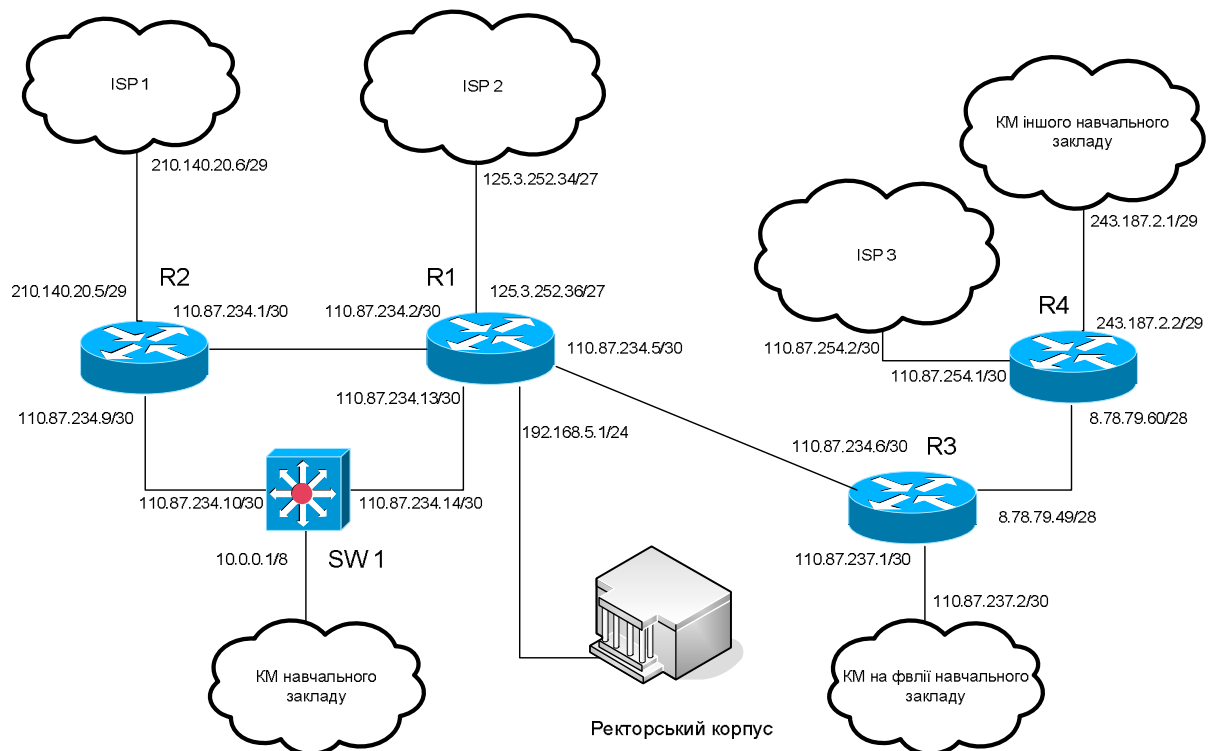 ISP 1
ISP 2
КМ іншого навчального
закладу
210.140.20.6/29
125.3.252.34/27
243.187.2.1/29
ISP 3
R2
R1
210.140.20.5/29
125.3.252.36/27
110.87.234.1/30
110.87.234.2/30
R4
243.187.2.2/29
110.87.234.5/30
110.87.254.2/30
110.87.254.1/30
110.87.234.13/30
110.87.234.9/30
8.78.79.60/28
192.168.5.1/24
110.87.234.6/30
R3
110.87.234.10/30
110.87.234.14/30
8.78.79.49/28
10.0.0.1/8
SW 1
110.87.237.1/30
110.87.237.2/30
КМ навчального
закладу
КМ на фвлії навчального
закладу
Ректорський корпус